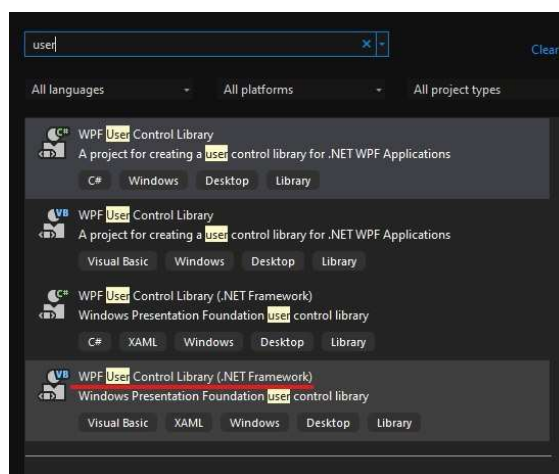 user
Clear
All languages
All platforms
All project types
WPF User Control Library
A project for creating a user control library for .NET WPF Applications
C# Windows Desktop Library
WPF User Control Library
A project for creating a user control library for .NET WPF Applications
Visual Basic Windows Desktop Library
WPF User Control Library (.NET Framework)
Windows Presentation Foundation user control library
C# XAML Windows Desktop Library
WPF User Control Library (.NET Framework)
Windows Presentation Foundation user control library
Visual Basic XAML Windows Desktop Library